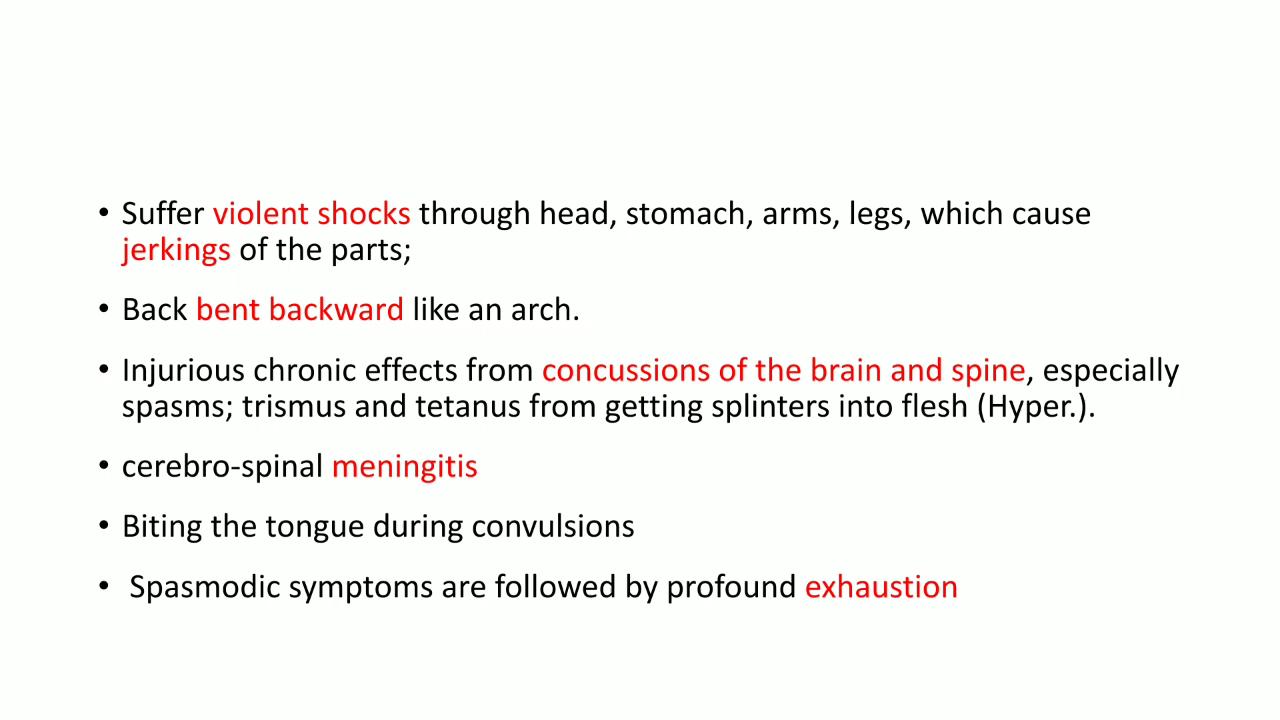 • Suffer violent shocks through head, stomach, arms, legs, which cause
jerkings of the parts;
• Back bent backward like an arch.
• Injurious chronic effects from concussions of the brain and spine, especially
spasms; trismus and tetanus from getting splinters into flesh (Hyper.).
• cerebro-spinal meningitis
• Biting the tongue during convulsions
• Spasmodic symptoms are followed by profound exhaustion